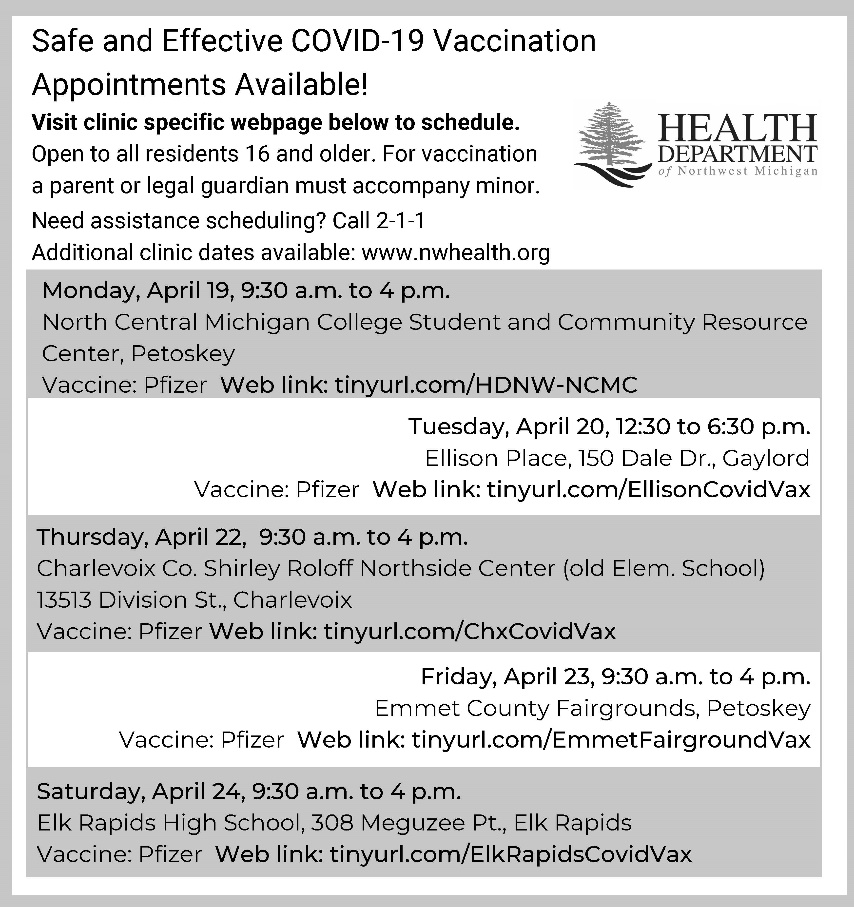 Safe and Effective COVID-19 Vaccination
Appointments Available!
Visit clinic specific webpage below to schedule.
Open to all residents 16 and older. For vaccination
a parent or legal guardian must accompany minor.
Need assistance scheduling? Call 2-1-1
Additional clinic dates available: www.nwhealth.org
HEALTH
DEPARTMENT
of Northwest Michigan
Monday, April 19, 9:30 a.m. to 4 p.m.
North Central Michigan College Student and Community Resource
Center, Petoskey
Vaccine: Pfizer Web link: tinyurl.com/HDNW-NCMC
Tuesday, April 20, 12:30 to 6:30 p.m.
Ellison Place, 150 Dale Dr., Gaylord
Vaccine: Pfizer Web link: tinyurl.com/EllisonCovidVax
Thursday, April 22, 9:30 a.m. to 4 p.m.
Charlevoix Co. Shirley Roloff Northside Center (old Elem. School)
13513 Division St., Charlevoix
Vaccine: Pfizer Web link: tinyurl.com/ChxCovidVax
Friday, April 23, 9:30 a.m. to 4 p.m.
Emmet County Fairgrounds, Petoskey
Vaccine: Pfizer Web link: tinyurl.com/EmmetFairgroundVax
Saturday, April 24, 9:30 a.m. to 4 p.m.
Elk Rapids High School, 308 Meguzee Pt., Elk Rapids
Vaccine: Pfizer Web link: tinyurl.com/ElkRapidsCovidVax